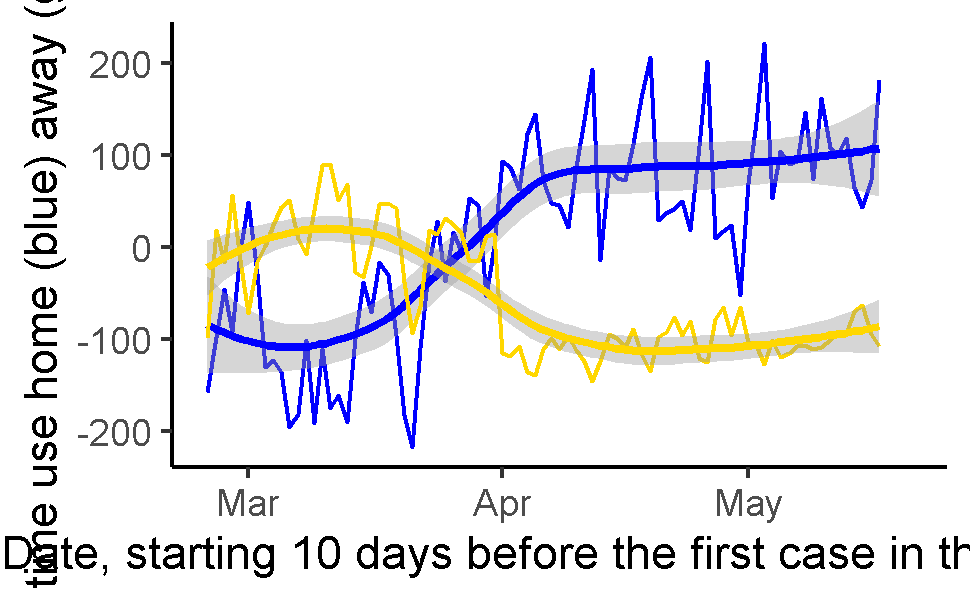 time use home (blue) away (
200
100
0
-100
-200
Mar Apr May
Date, starting 10 days before the first case in th